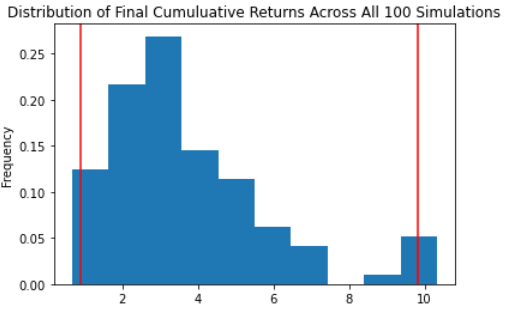 Distribution of Final Cumuluative Returns Across All 100 Simulations
0.25
0.20
0.15
0.10
0.05
0.00
Frequency
2 4 6 8 10